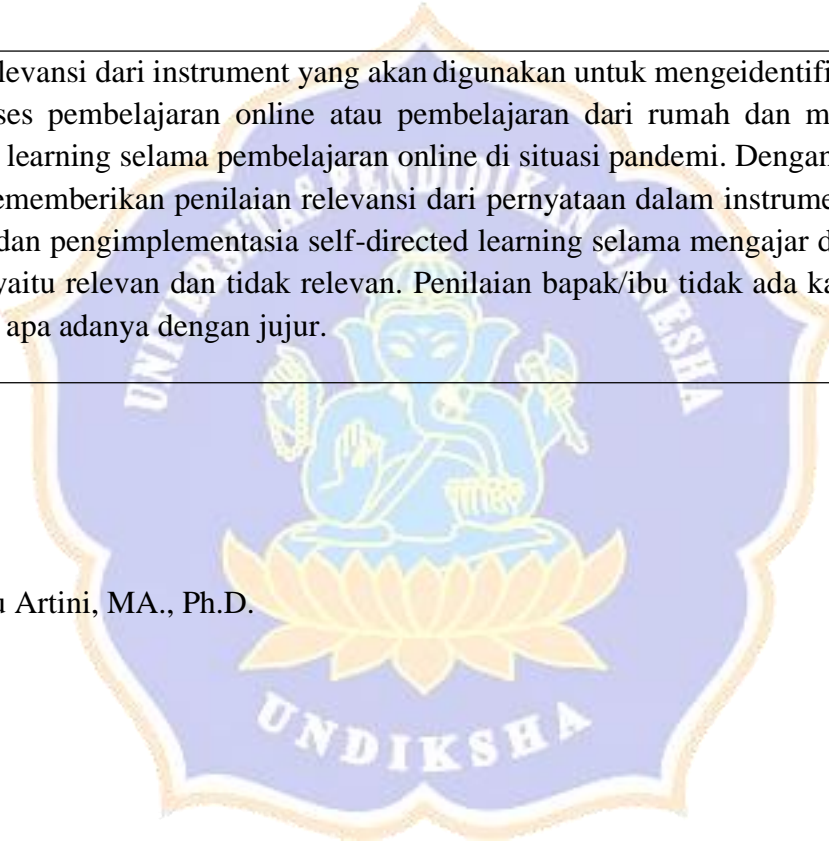 levansi dari instrument yang akan digunakan untuk mengeidentifi
ses pembelajaran online atau pembelajaran dari rumah dan m
learning selama pembelajaran online di situasi pandemi. Dengan
ememberikan penilaian relevansi dari pernyataan dalam instrume
dan pengimplementasia self-directed learning selama mengajar d
yaitu relevan dan tidak relevan. Penilaian bapak/ibu tidak ada ka
apa adanya dengan jujur.
u Artini, MA., Ph.D.
UNIVERSITAS PENDIDIKAN GANESHA
UNDIKSHA